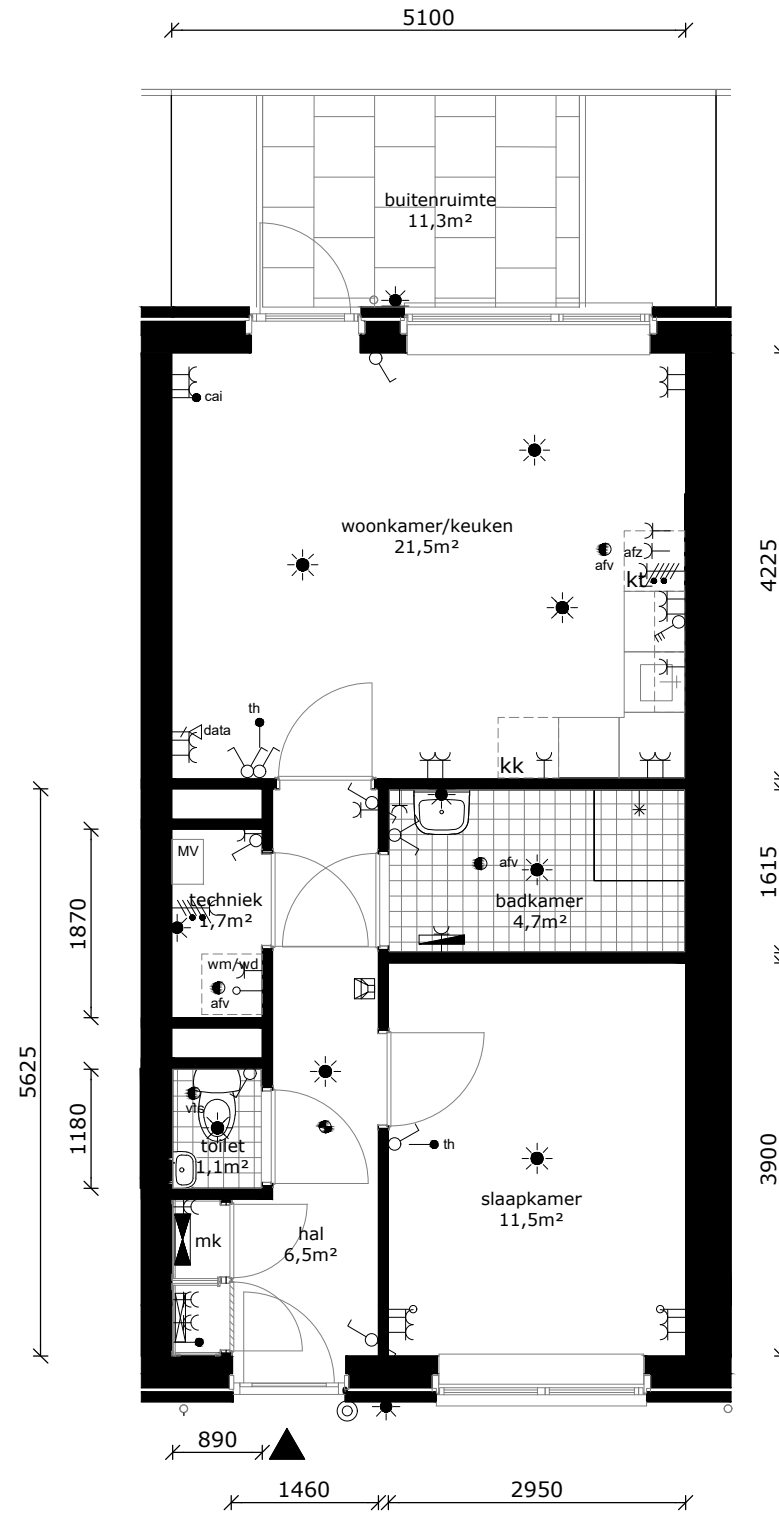 5100
buitenruimte
11,3m²
cai
woonkamer/keuken
21,5m²
afv
afz
kt
4225
th
data
kk
MV
techniek
1,7m²
wm/wd
afv
afv
badkamer
4,7m²
1615
1870
5625
1180
vls
toilet
1,1m²
th
slaapkamer
11,5m²
3900
mk
hal
6,5m²
890
1460
2950